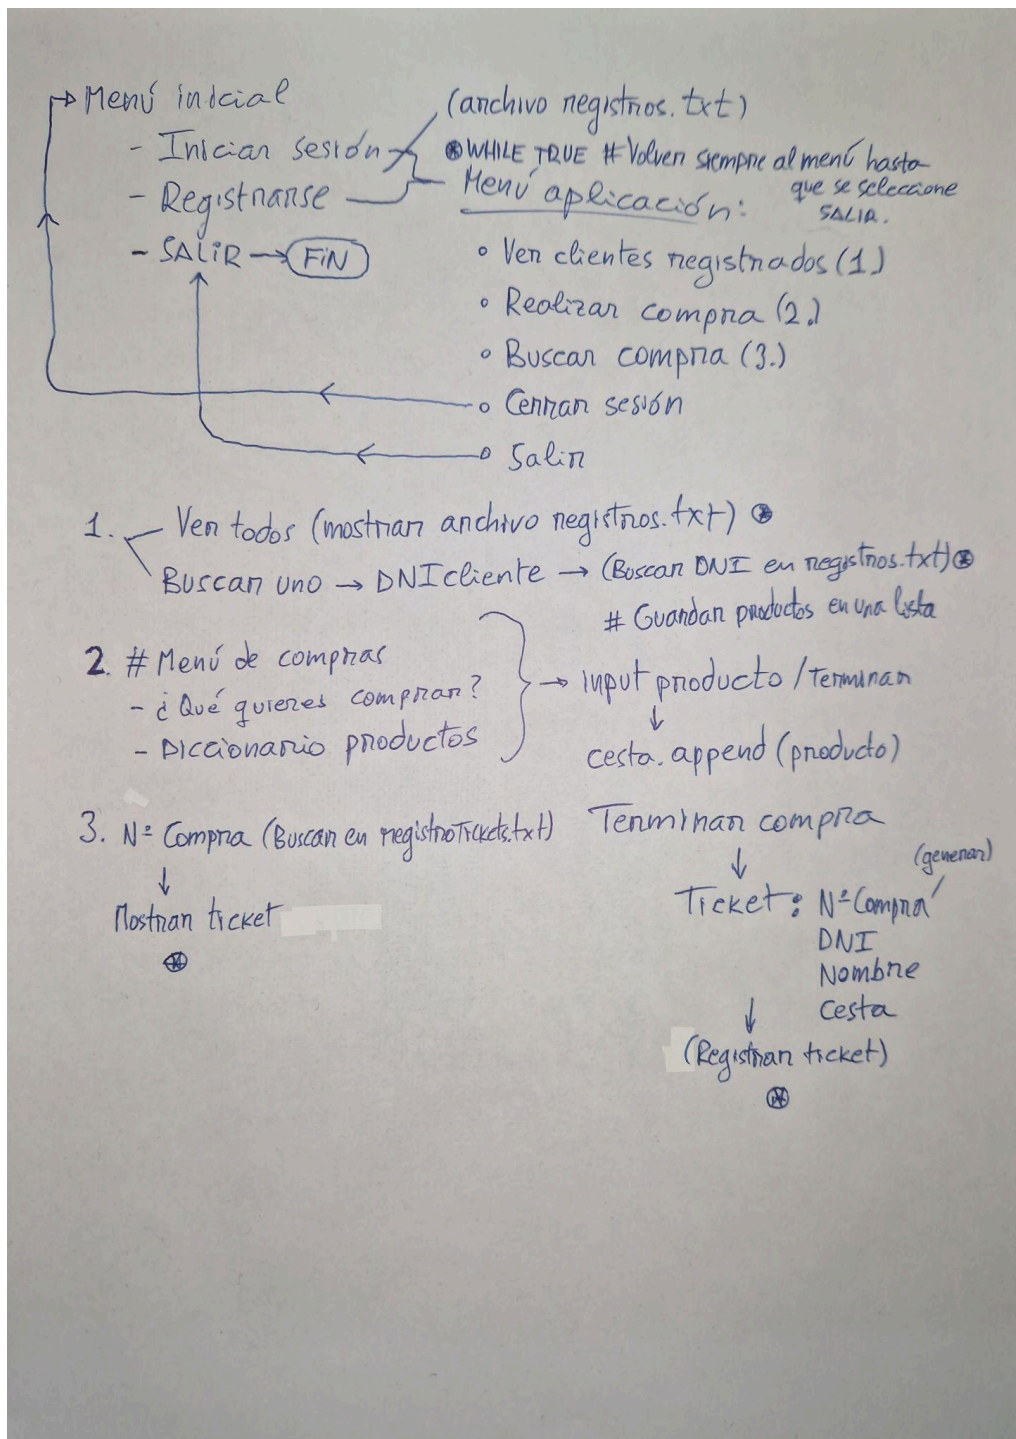 Menú inicial
- Iniciar sesión
- Registrarse
- SALIR → FIN
(archivo registros.txt)
⊛ WHILE TRUE # Volver siempre al menú hasta
que se seleccione
SALIR.
Menú aplicación:
◦ Ver clientes registrados (1.)
◦ Realizar compra (2.)
◦ Buscar compra (3.)
◦ Cerrar sesión
◦ Salir
1. Ver todos (mostrar archivo registros.txt) ⊛
Buscar uno → DNI cliente → (Buscar DNI en registros.txt) ⊛
2. # Menú de compras
- ¿Qué quieres comprar?
- Diccionario productos
# Guardar productos en una lista
→ input producto / Terminar
↓
cesta.append(producto)
Terminar compra
↓
Ticket: Nº Compra (generar)
DNI
Nombre
Cesta
↓
(Registrar ticket)
⊛
3. Nº Compra (Buscar en registroTickets.txt)
↓
Mostrar ticket
⊛